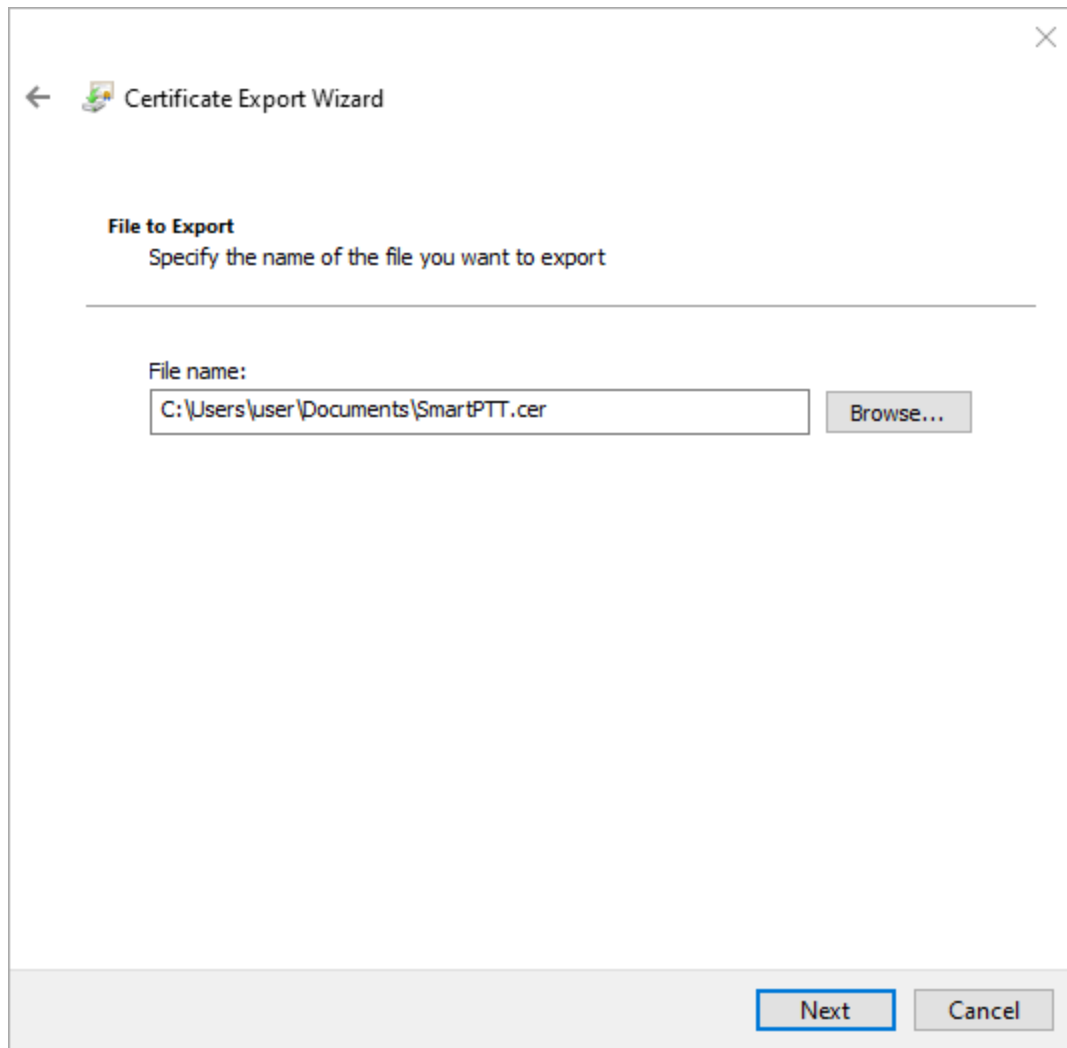 Certificate Export Wizard
File to Export
Specify the name of the file you want to export
File name:
C:\Users\user\Documents\SmartPTT.cer
Browse...
Next
Cancel